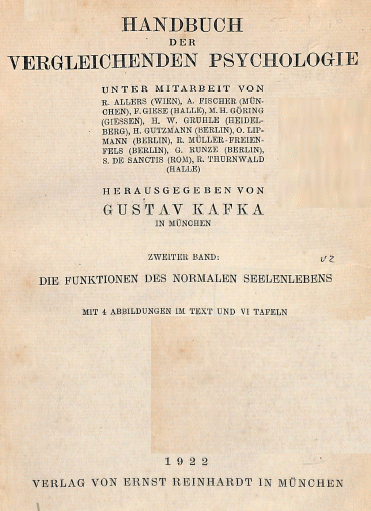 HANDBUCH
DER
VERGLEICHENDEN PSYCHOLOGIE
UNTER MITARBEIT VON
R. ALLERS (WIEN), A. FISCHER (MÜN-
CHEN), F. GIESE (HALLE), M. H. GÖRING
(GIESSEN), H. W. GRUHLE (HEIDEL-
BERG), H. GUTZMANN (BERLIN), O. LIP-
MANN (BERLIN), R. MÜLLER-FREIEN-
FELS (BERLIN), G. RUNZE (BERLIN),
S. DE SANCTIS (ROM), R. THURNWALD
(HALLE)
HERAUSGEGEBEN VON
GUSTAV KAFKA
IN MÜNCHEN
ZWEITER BAND:
v2
DIE FUNKTIONEN DES NORMALEN SEELENLEBENS
MIT 4 ABBILDUNGEN IM TEXT UND VI TAFELN
1922
VERLAG VON ERNST REINHARDT IN MÜNCHEN